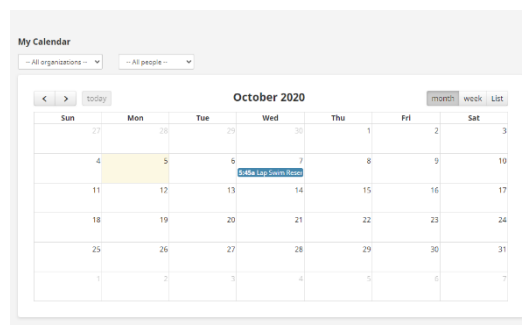 My Calendar
-- All organizations -- -- All people --
< > today October 2020 month week List
Sun Mon Tue Wed Thu Fri Sat
27 28 29 30 1 2 3
4 5 6 7 8 9 10
5:45a Lap Swim Reser
11 12 13 14 15 16 17
18 19 20 21 22 23 24
25 26 27 28 29 30 31
1 2 3 4 5 6 7